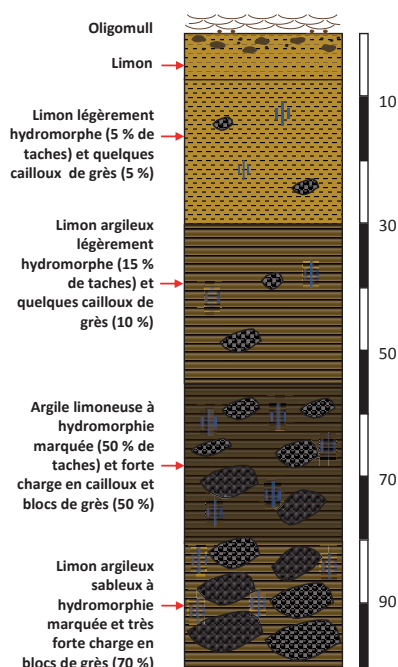 Oligomull
Limon
Limon légèrement
hydromorphe (5 % de
taches) et quelques
cailloux de grès (5 %)
Limon argileux
légèrement
hydromorphe (15 %
de taches) et
quelques cailloux de
grès (10 %)
Argile limoneuse à
hydromorphie
marquée (50 % de
taches) et forte
charge en cailloux et
blocs de grès (50 %)
Limon argileux
sableux à
hydromorphie
marquée et très
forte charge en
blocs de grès (70 %)
10
30
50
70
90